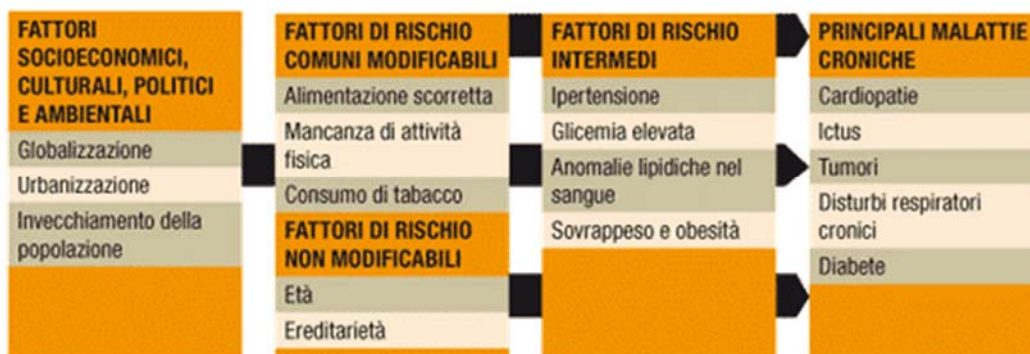 FATTORI
SOCIOECONOMICI,
CULTURALI, POLITICI
E AMBIENTALI
Globalizzazione
Urbanizzazione
Invecchiamento della
popolazione
FATTORI DI RISCHIO
COMUNI MODIFICABILI
Alimentazione scorretta
Mancanza di attività
fisica
Consumo di tabacco
FATTORI DI RISCHIO
NON MODIFICABILI
Età
Ereditarietà
FATTORI DI RISCHIO
INTERMEDI
Ipertensione
Glicemia elevata
Anomalie lipidiche nel
sangue
Sovrappeso e obesità
PRINCIPALI MALATTIE
CRONICHE
Cardiopatie
Ictus
Tumori
Disturbi respiratori
cronici
Diabete